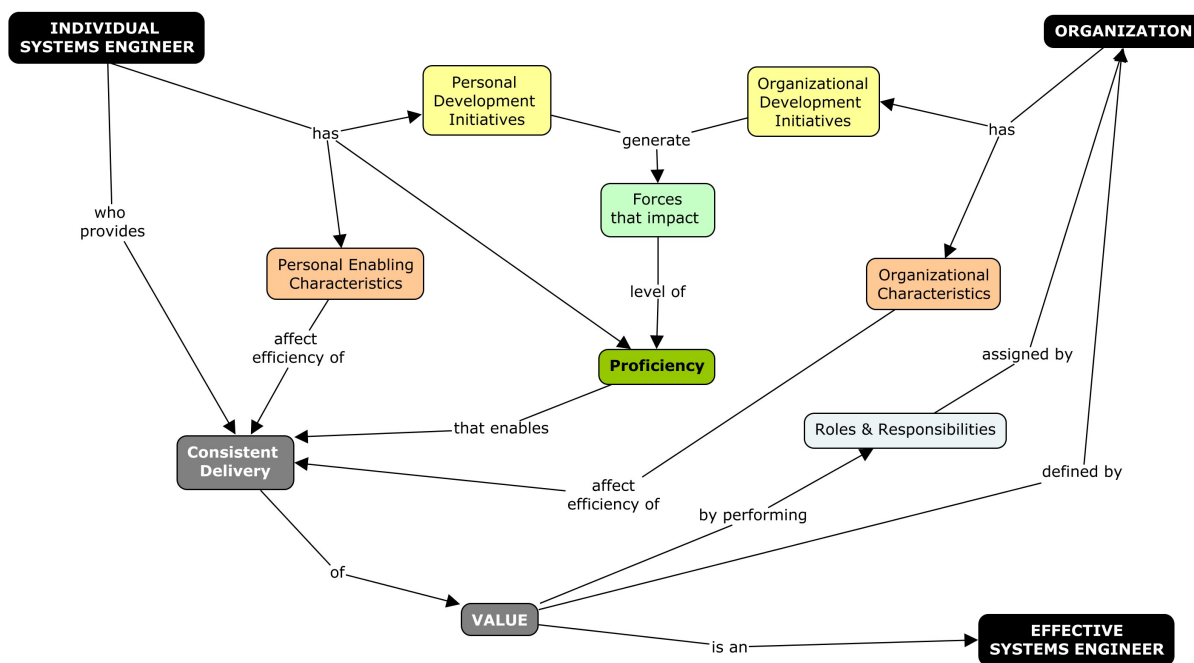 INDIVIDUAL
SYSTEMS ENGINEER
ORGANIZATION
Personal
Development
Initiatives
Organizational
Development
Initiatives
has
generate
has
Forces
that impact
who
provides
Personal Enabling
Characteristics
Organizational
Characteristics
level of
affect
efficiency of
Proficiency
assigned by
that enables
Roles & Responsibilities
Consistent
Delivery
defined by
affect
efficiency of
by performing
of
VALUE
is an
EFFECTIVE
SYSTEMS ENGINEER